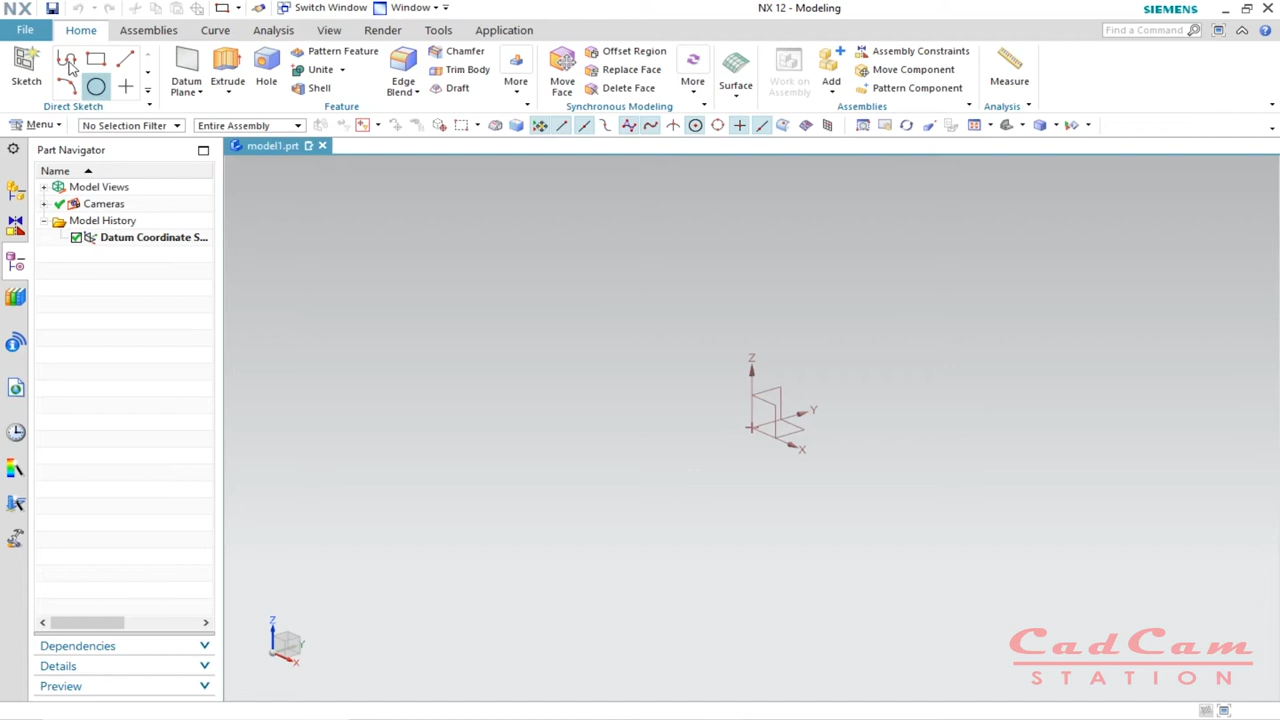 NX Switch Window Window NX 12 - Modeling SIEMENS
File Home Assemblies Curve Analysis View Render Tools Application Find a Command
Sketch
Direct Sketch
Datum Plane
Extrude
Hole
Pattern Feature
Unite
Shell
Edge Blend
Chamfer
Trim Body
Draft
More
Feature
Move Face
Offset Region
Replace Face
Delete Face
More
Synchronous Modeling
Surface
Work on Assembly
Add
Assembly Constraints
Move Component
Pattern Component
Assemblies
Measure
Analysis
Menu No Selection Filter Entire Assembly
Part Navigator
model1.prt
Name
Model Views
Cameras
Model History
Datum Coordinate S...
Z
Y
X
Z
Y
X
Dependencies
Details
Preview
CadCam
STATION